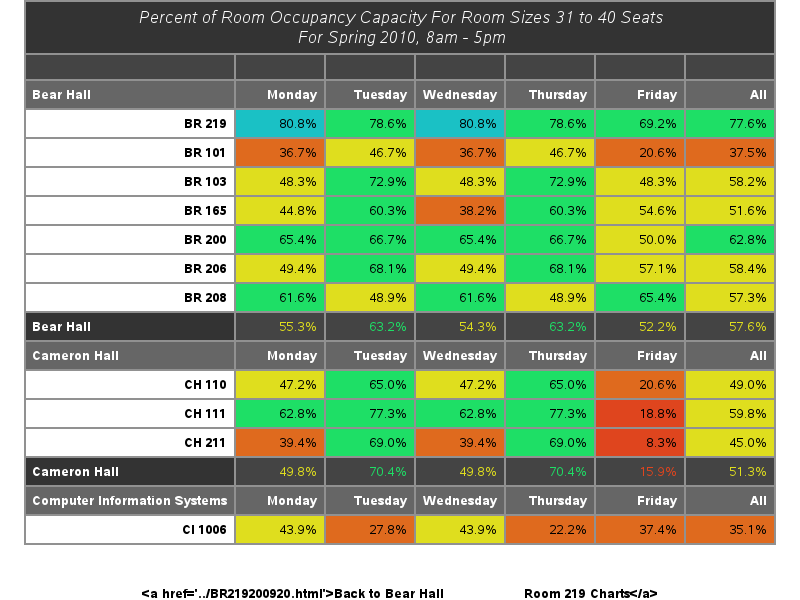 Percent of Room Occupancy Capacity For Room Sizes 31 to 40 Seats
For Spring 2010, 8am - 5pm
Bear Hall Monday Tuesday Wednesday Thursday Friday All
BR 219 80.8% 78.6% 80.8% 78.6% 69.2% 77.6%
BR 101 36.7% 46.7% 36.7% 46.7% 20.6% 37.5%
BR 103 48.3% 72.9% 48.3% 72.9% 48.3% 58.2%
BR 165 44.8% 60.3% 38.2% 60.3% 54.6% 51.6%
BR 200 65.4% 66.7% 65.4% 66.7% 50.0% 62.8%
BR 206 49.4% 68.1% 49.4% 68.1% 57.1% 58.4%
BR 208 61.6% 48.9% 61.6% 48.9% 65.4% 57.3%
Bear Hall 55.3% 63.2% 54.3% 63.2% 52.2% 57.6%
Cameron Hall Monday Tuesday Wednesday Thursday Friday All
CH 110 47.2% 65.0% 47.2% 65.0% 20.6% 49.0%
CH 111 62.8% 77.3% 62.8% 77.3% 18.8% 59.8%
CH 211 39.4% 69.0% 39.4% 69.0% 8.3% 45.0%
Cameron Hall 49.8% 70.4% 49.8% 70.4% 15.9% 51.3%
Computer Information Systems Monday Tuesday Wednesday Thursday Friday All
CI 1006 43.9% 27.8% 43.9% 22.2% 37.4% 35.1%
<a href='../BR219200920.html'>Back to Bear Hall Room 219 Charts</a>